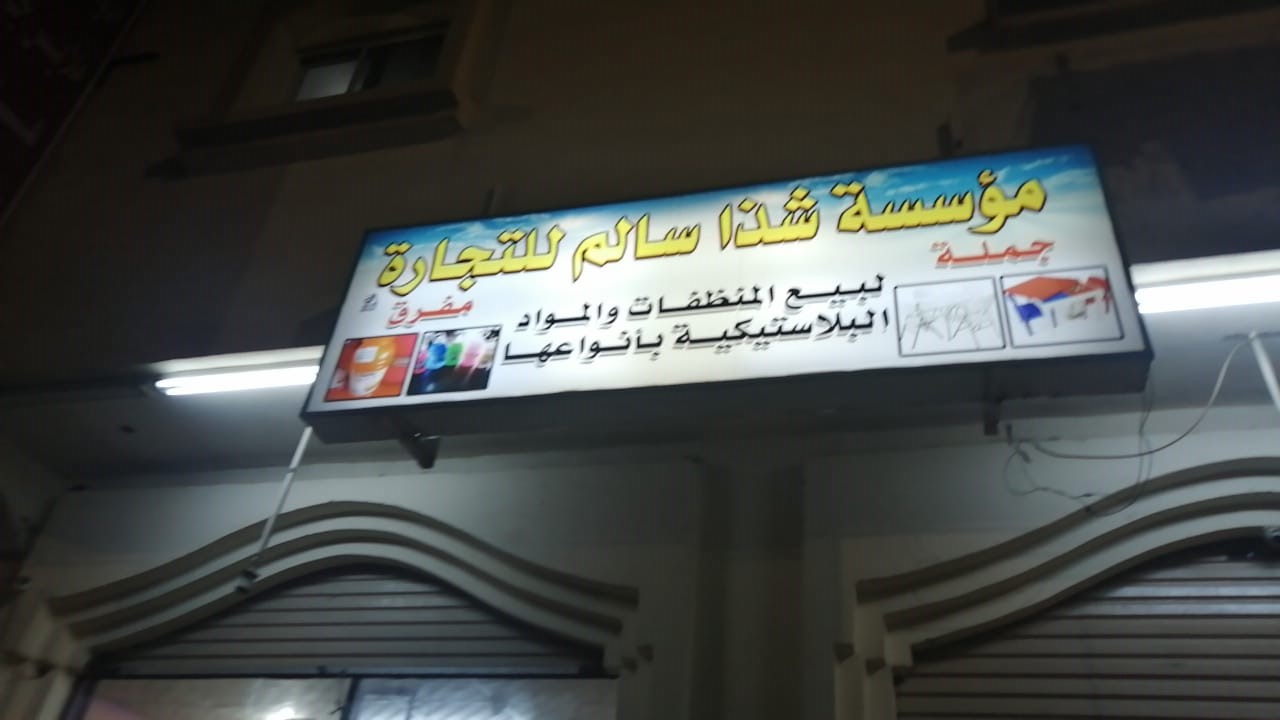 مؤسسة شذا سالم للتجارة
جملة
مفرق
لبيع المنظفات والمواد
البلاستيكية بأنواعها